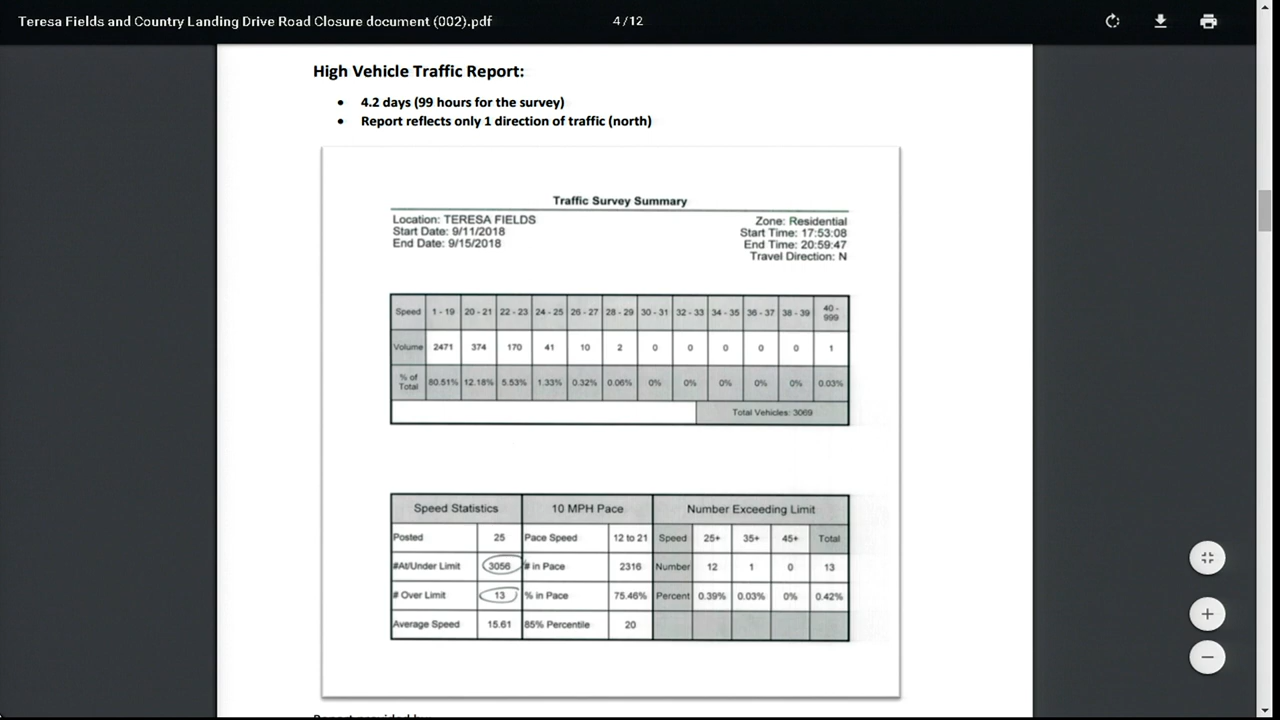 Teresa Fields and Country Landing Drive Road Closure document (002).pdf 4 / 12
High Vehicle Traffic Report:
• 4.2 days (99 hours for the survey)
• Report reflects only 1 direction of traffic (north)
Traffic Survey Summary
Location: TERESA FIELDS
Start Date: 9/11/2018
End Date: 9/15/2018
Zone: Residential
Start Time: 17:53:08
End Time: 20:59:47
Travel Direction: N
Speed 1 - 19 20 - 21 22 - 23 24 - 25 26 - 27 28 - 29 30 - 31 32 - 33 34 - 35 36 - 37 38 - 39 40 - 999
Volume 2471 374 170 41 10 2 0 0 0 0 0 1
% of Total 80.51% 12.18% 5.53% 1.33% 0.32% 0.06% 0% 0% 0% 0% 0% 0.03%
Total Vehicles: 3069
Speed Statistics 10 MPH Pace Number Exceeding Limit
Posted 25 Pace Speed 12 to 21 Speed 25+ 35+ 45+ Total
#At/Under Limit 3056 # in Pace 2316 Number 12 1 0 13
# Over Limit 13 % in Pace 75.46% Percent 0.39% 0.03% 0% 0.42%
Average Speed 15.61 85% Percentile 20